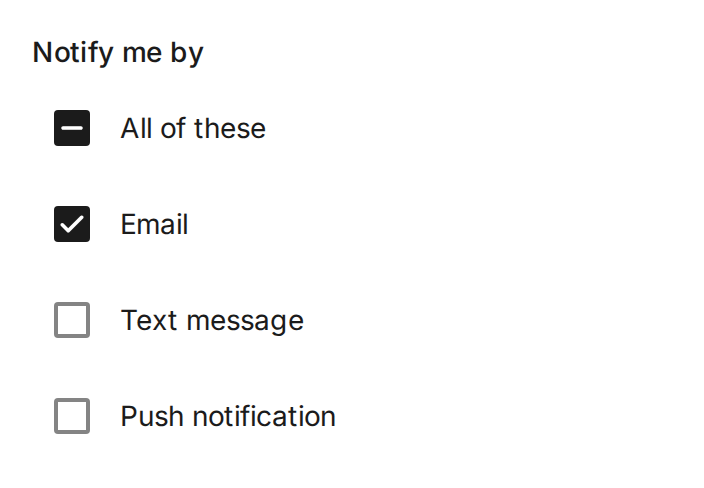 Notify me by
All of these
Email
Text message
Push notification